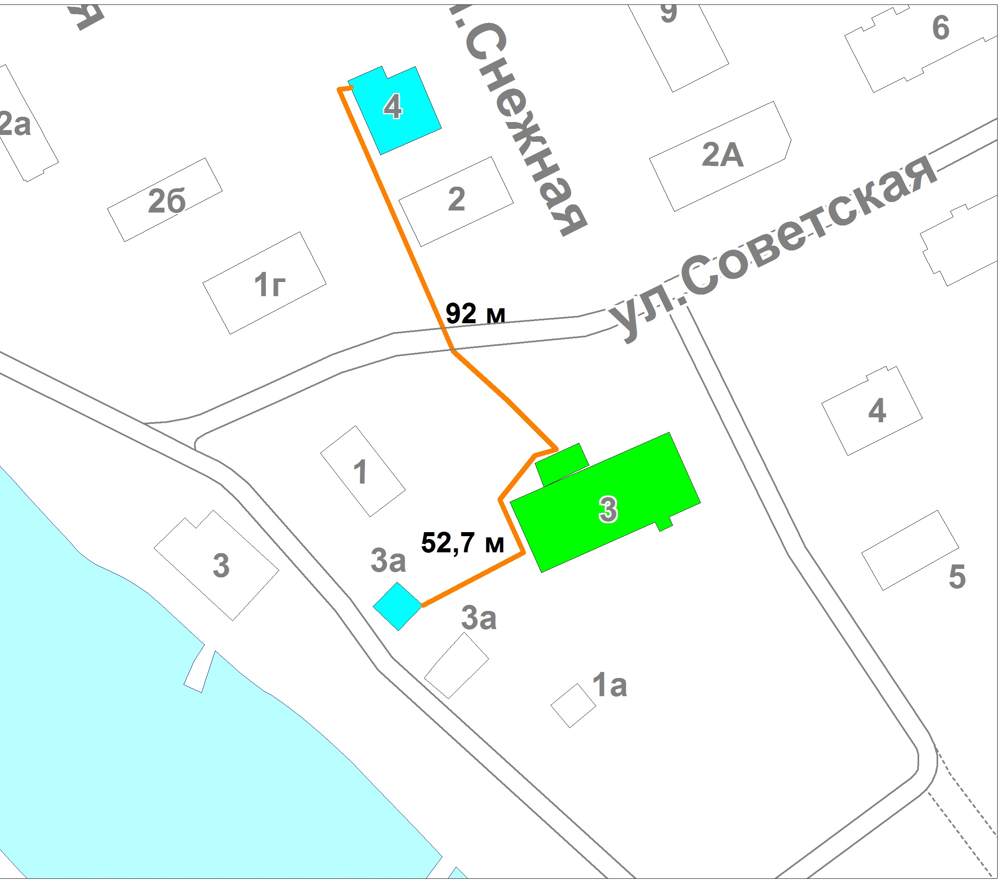 я
л.Снежная
9
6
4
2а
2А
2б
2
ул.Советская
1г
92 м
4
1
3
52,7 м
3а
3
5
3а
1а